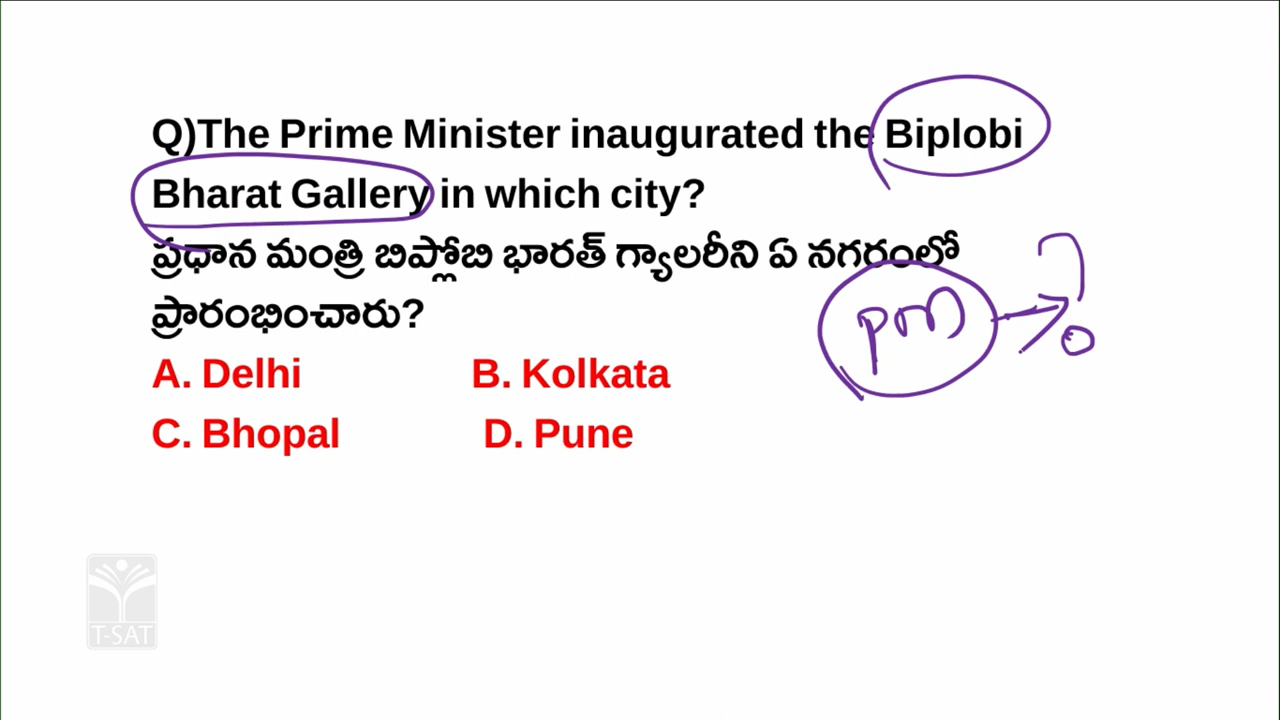 Q)The Prime Minister inaugurated the Biplobi
Bharat Gallery in which city?
ప్రధాన మంత్రి బిప్లోబి భారత్ గ్యాలరీని ఏ నగరంలో
ప్రారంభించారు?
pm → ?
A. Delhi B. Kolkata
C. Bhopal D. Pune
T-SAT